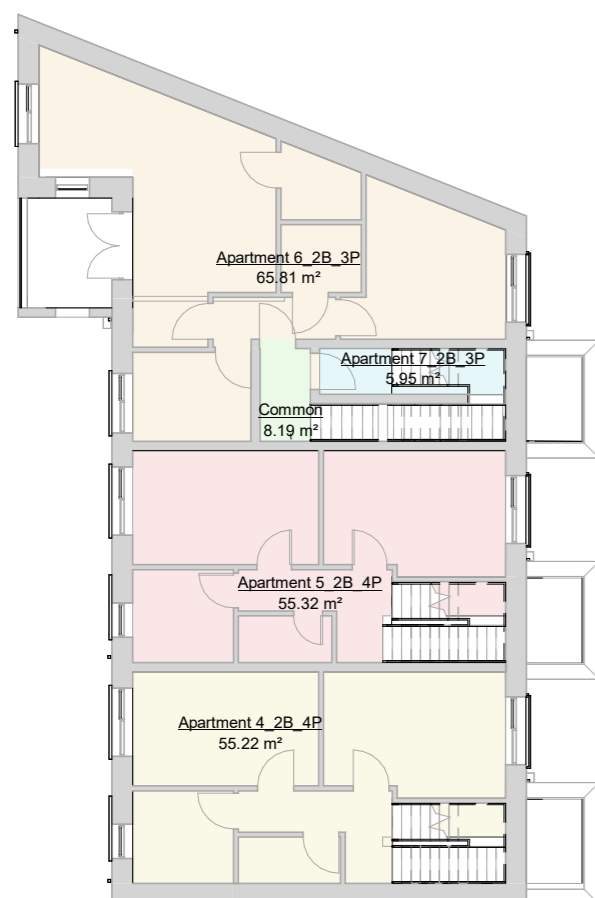 Apartment 6_2B_3P
65.81 m²
Apartment 7_2B_3P
5.95 m²
Common
8.19 m²
Apartment 5_2B_4P
55.32 m²
Apartment 4_2B_4P
55.22 m²